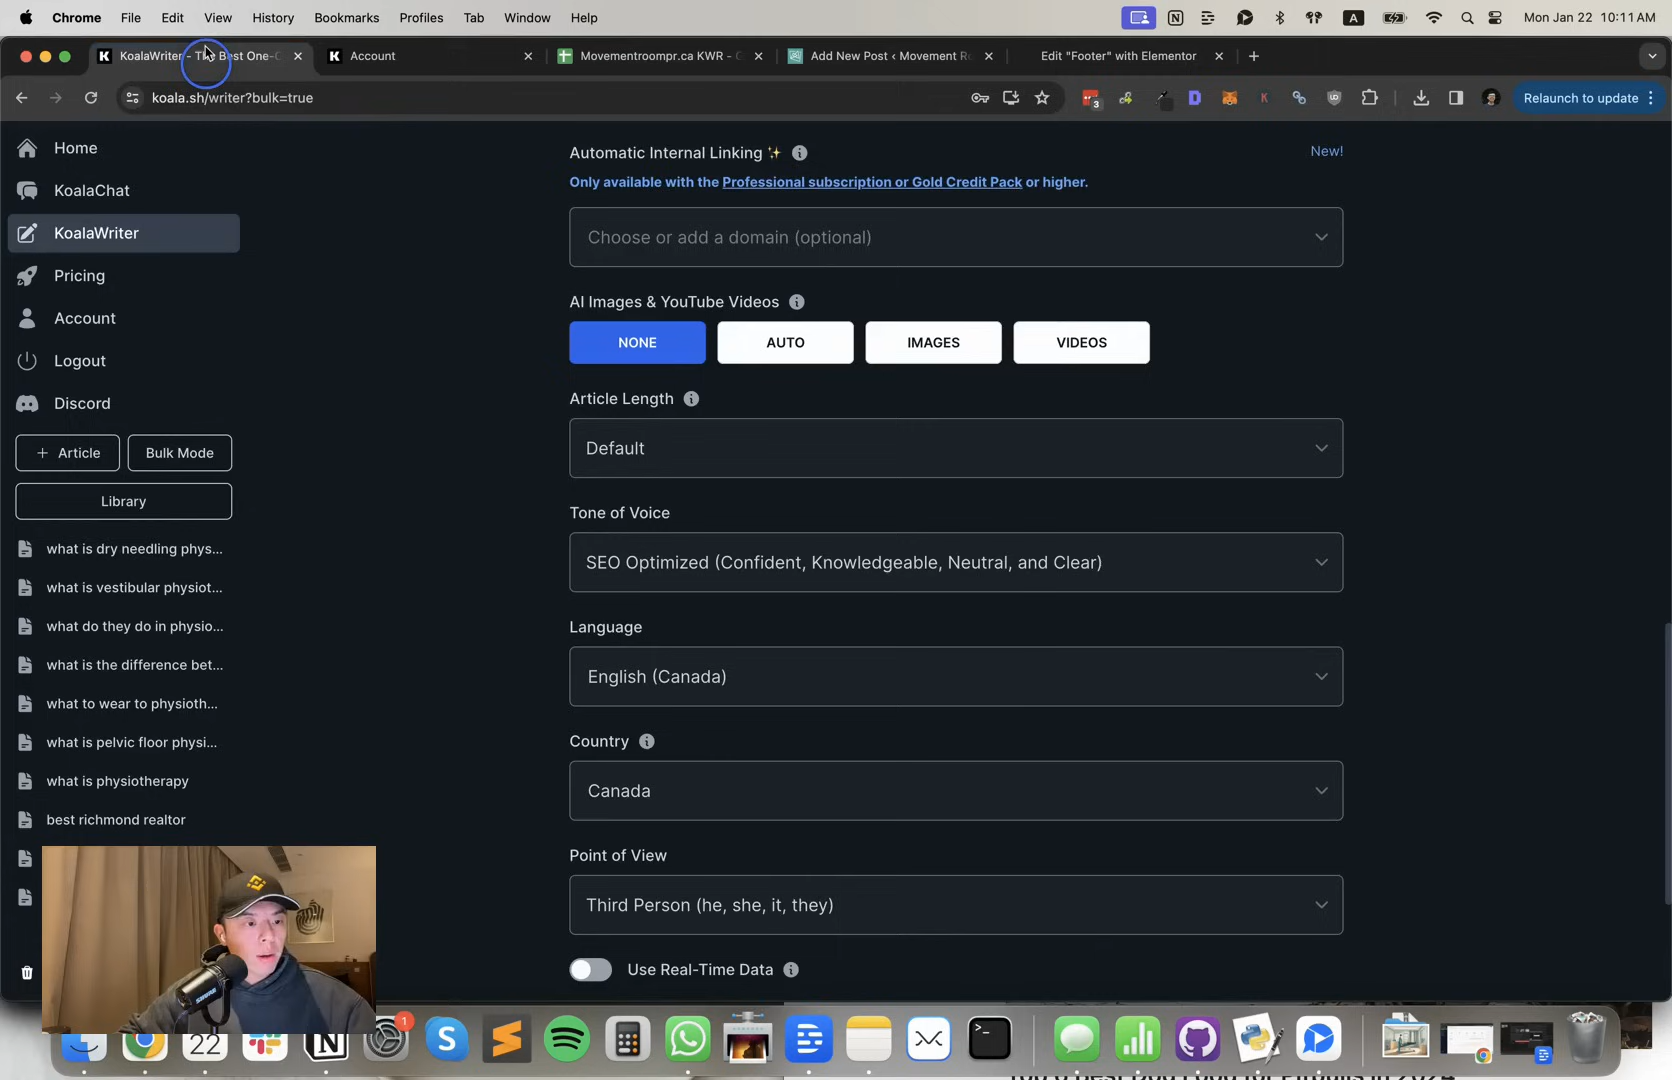 Chrome File Edit View History Bookmarks Profiles Tab Window Help A Mon Jan 22 10:11 AM
K KoalaWriter - The Best One-C K Account Movementroompr.ca KWR - Add New Post ‹ Movement R Edit "Footer" with Elementor
koala.sh/writer?bulk=true 3 D K Relaunch to update
Home
KoalaChat
KoalaWriter
Pricing
Account
Logout
Discord
+ Article Bulk Mode
Library
what is dry needling phys...
what is vestibular physiot...
what do they do in physio...
what is the difference bet...
what to wear to physioth...
what is pelvic floor physi...
what is physiotherapy
best richmond realtor
Automatic Internal Linking New!
Only available with the Professional subscription or Gold Credit Pack or higher.
Choose or add a domain (optional)
AI Images & YouTube Videos
NONE AUTO IMAGES VIDEOS
Article Length
Default
Tone of Voice
SEO Optimized (Confident, Knowledgeable, Neutral, and Clear)
Language
English (Canada)
Country
Canada
Point of View
Third Person (he, she, it, they)
Use Real-Time Data
SHURE
22 1